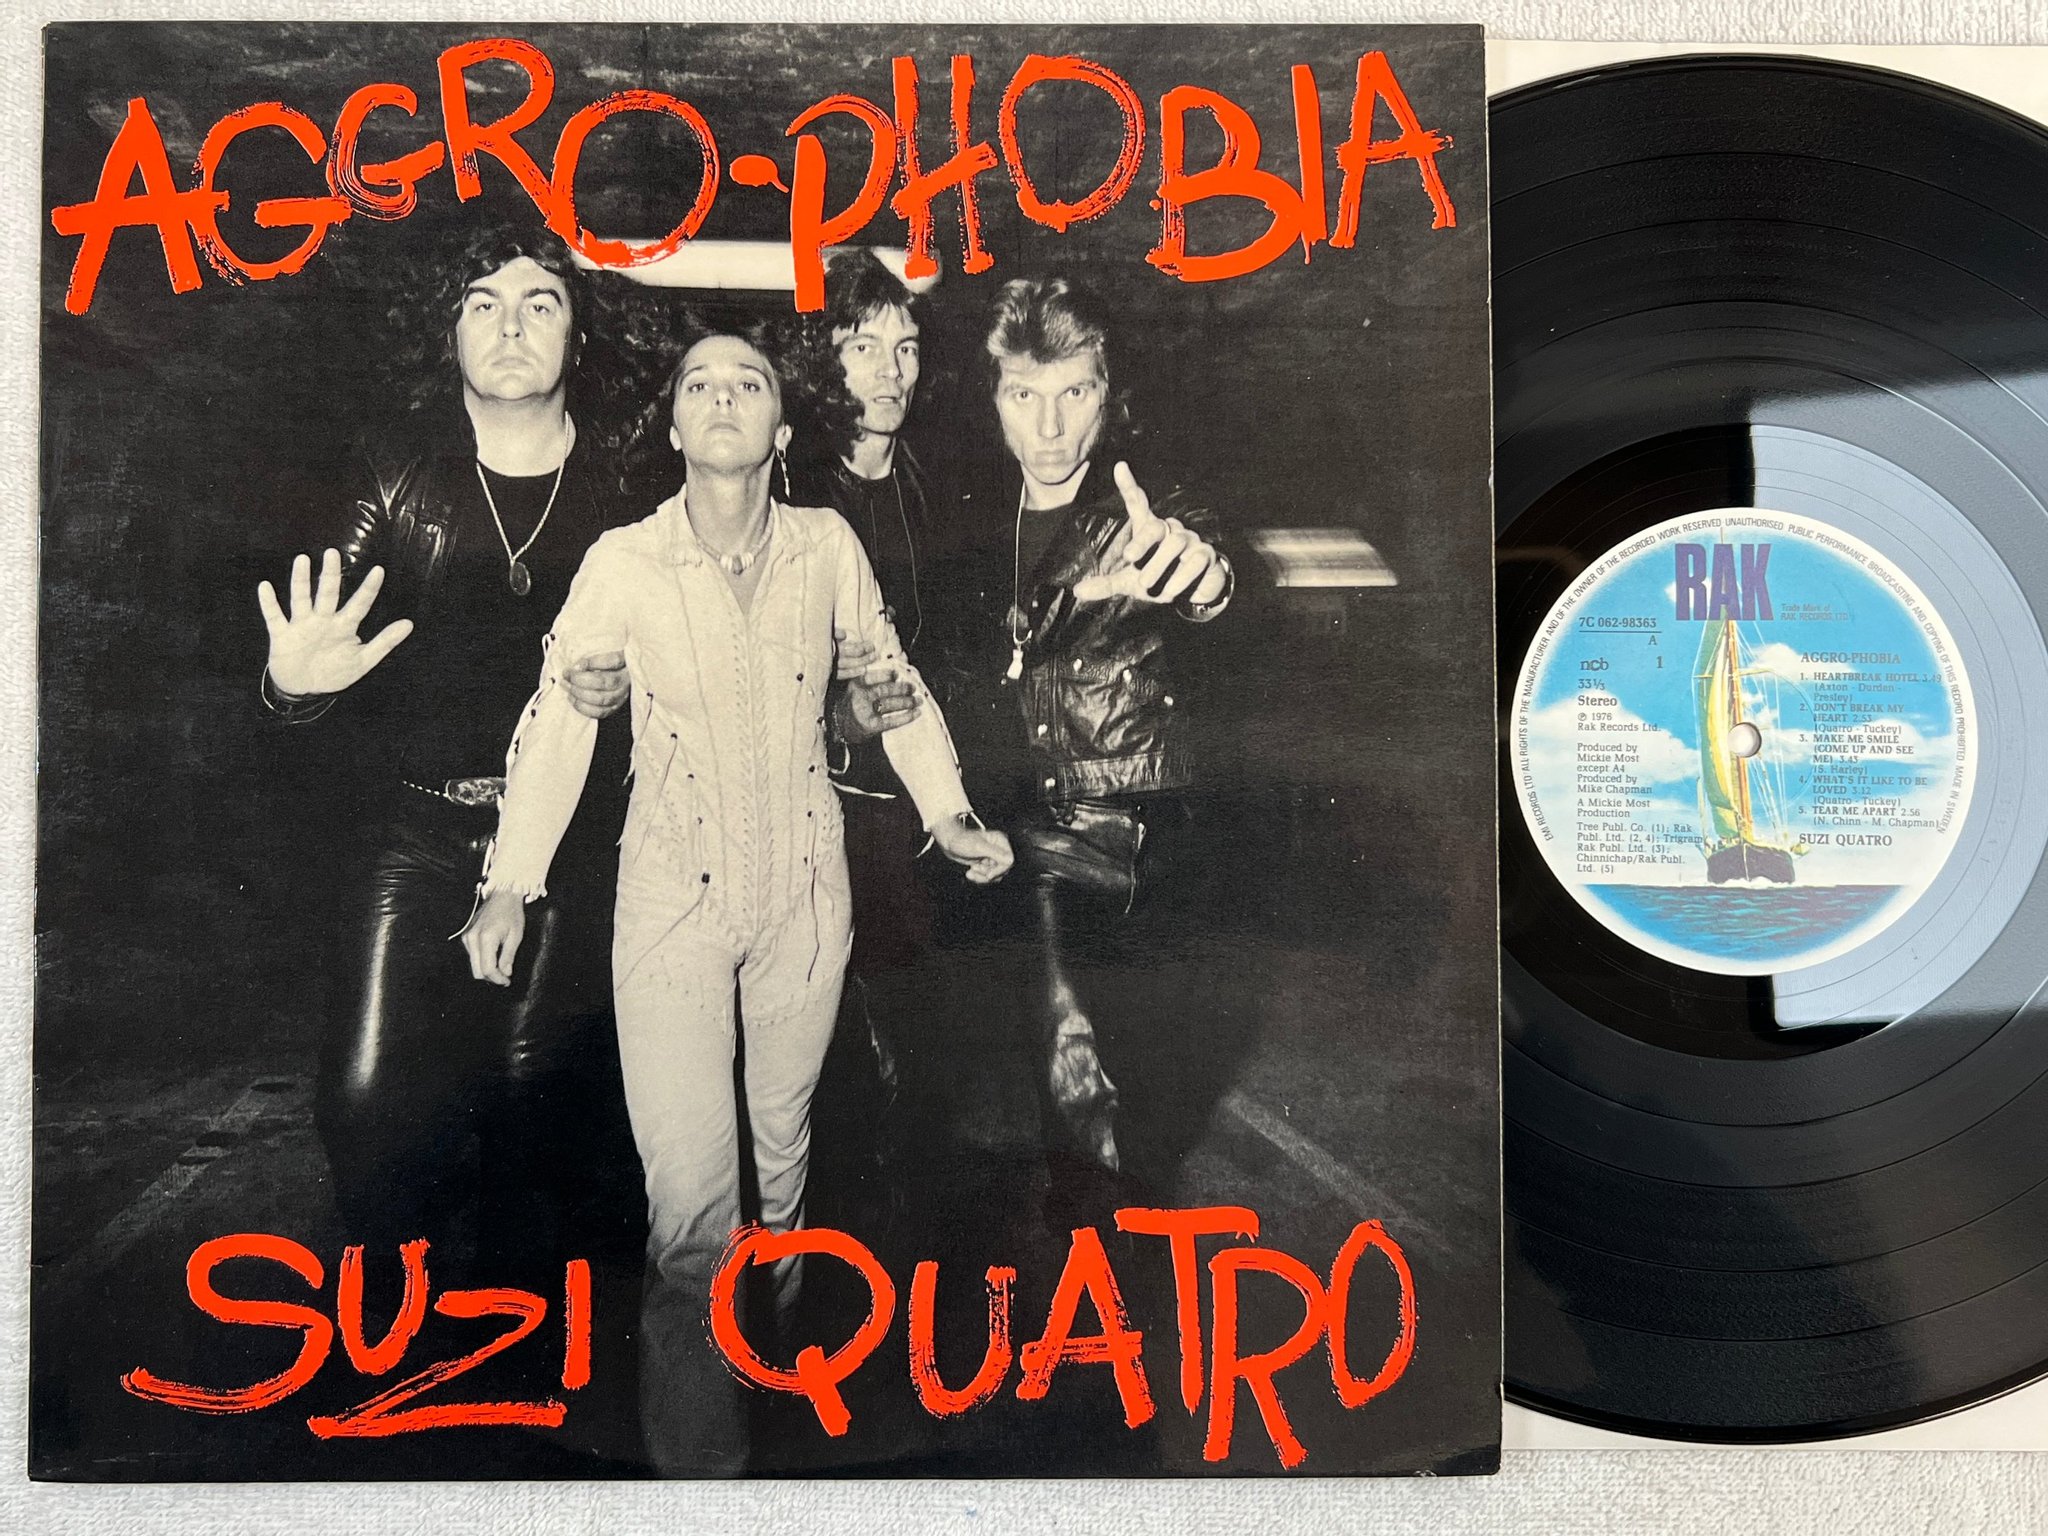 AGGRO-PHOBIA
SUZI QUATRO
EMI RECORDS LTD. ALL RIGHTS OF THE MANUFACTURER AND OF THE OWNER OF THE RECORDED WORK RESERVED UNAUTHORISED PUBLIC PERFORMANCE BROADCASTING AND COPYING OF THIS RECORD PROHIBITED MADE IN SWEDEN
RAK
Trade Mark of
RAK RECORDS LTD
7C 062-98363
A
ncb 1
33⅓
Stereo
℗ 1976
Rak Records Ltd.
Produced by
Mickie Most
except A4
Produced by
Mike Chapman
A Mickie Most
Production
Tree Publ. Co. (1); Rak
Publ. Ltd. (2, 4); Trigram
Rak Publ. Ltd. (3);
Chinnichap/Rak Publ.
Ltd. (5)
AGGRO-PHOBIA
1. HEARTBREAK HOTEL 3.49
(Axton - Durden -
Presley)
2. DON'T BREAK MY
HEART 2.53
(Quatro - Tuckey)
3. MAKE ME SMILE
(COME UP AND SEE
ME) 3.43
(S. Harley)
4. WHAT'S IT LIKE TO BE
LOVED 3.12
(Quatro - Tuckey)
5. TEAR ME APART 2.56
(N. Chinn - M. Chapman)
SUZI QUATRO